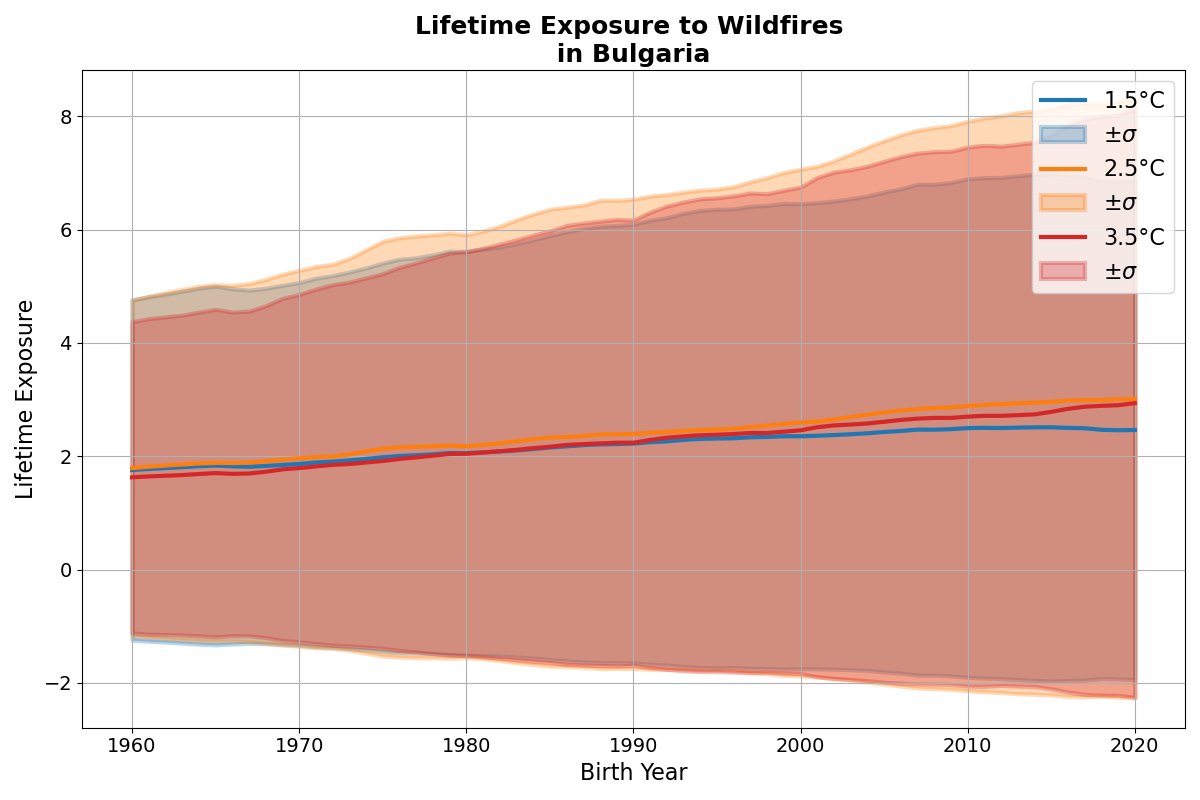 Lifetime Exposure to Wildfires
in Bulgaria
1.5°C
±σ
2.5°C
±σ
3.5°C
±σ
Lifetime Exposure
8
6
4
2
0
−2
1960
1970
1980
1990
2000
2010
2020
Birth Year